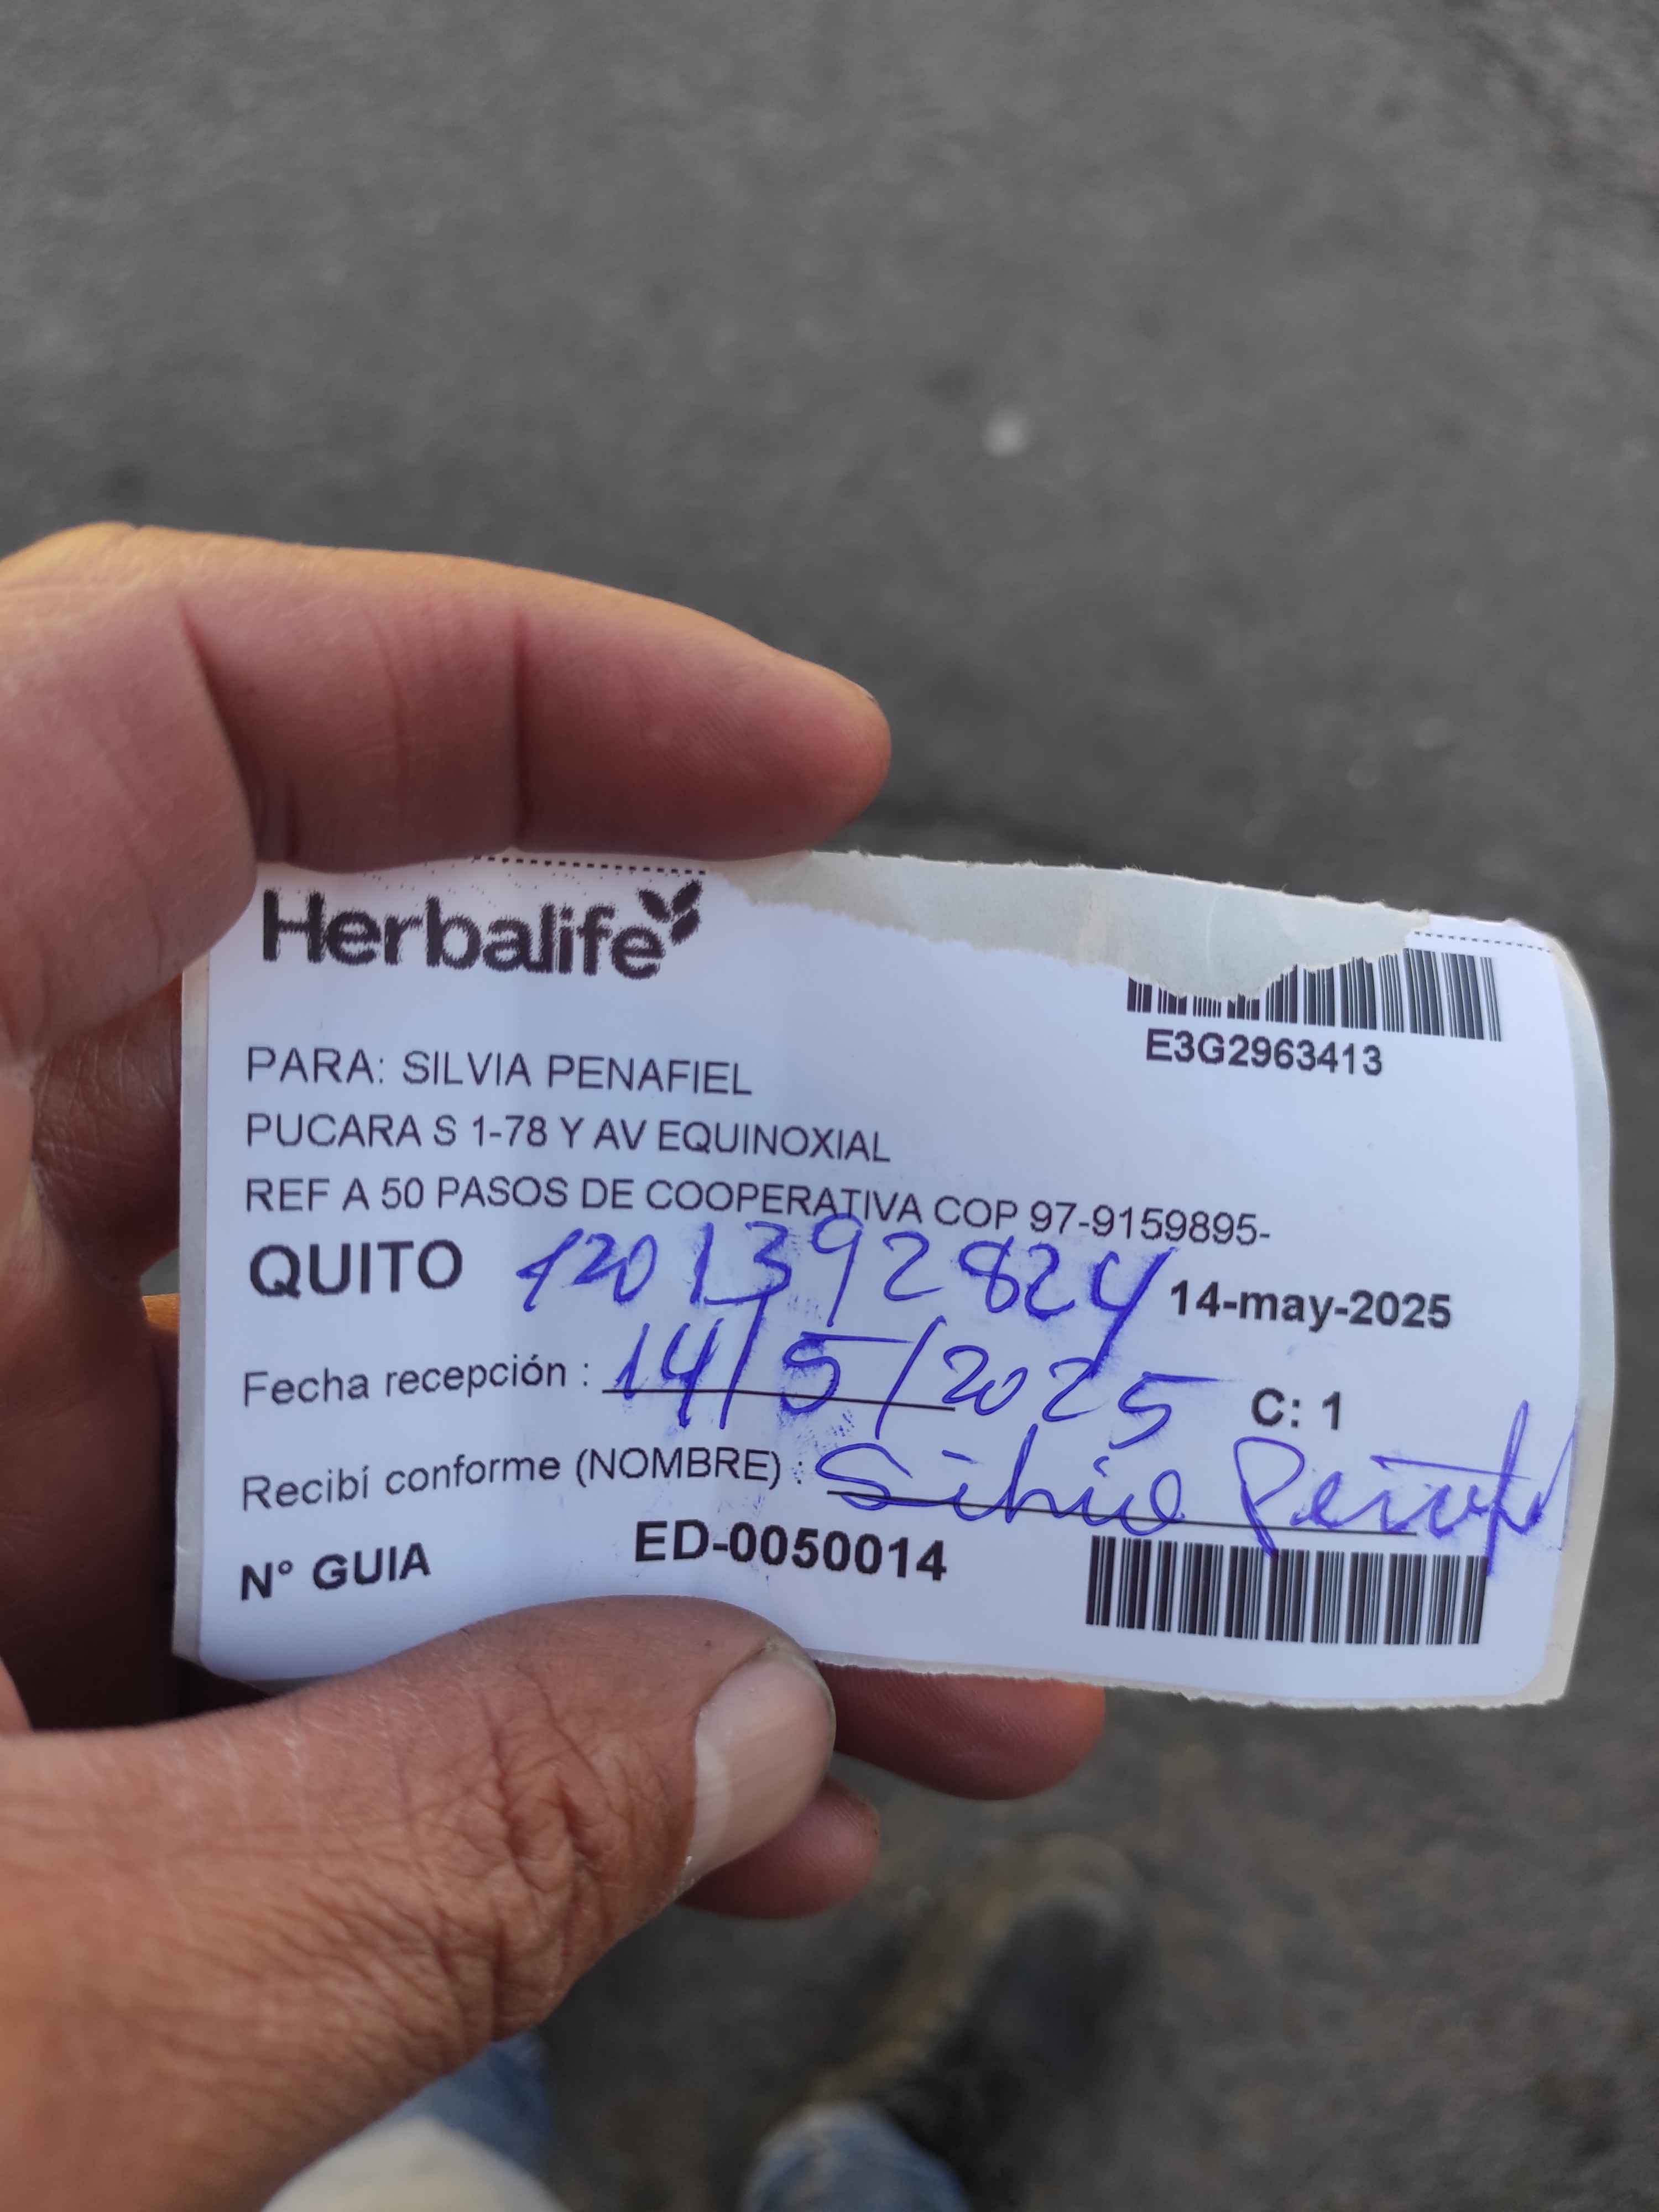 Herbalife
E3G2963413
PARA: SILVIA PENAFIEL
PUCARA S 1-78 Y AV EQUINOXIAL
REF A 50 PASOS DE COOPERATIVA COP 97-9159895-
QUITO 1201392824 14-may-2025
Fecha recepción : 14/5/2025 C: 1
Recibí conforme (NOMBRE) : Silvia
N° GUIA ED-0050014